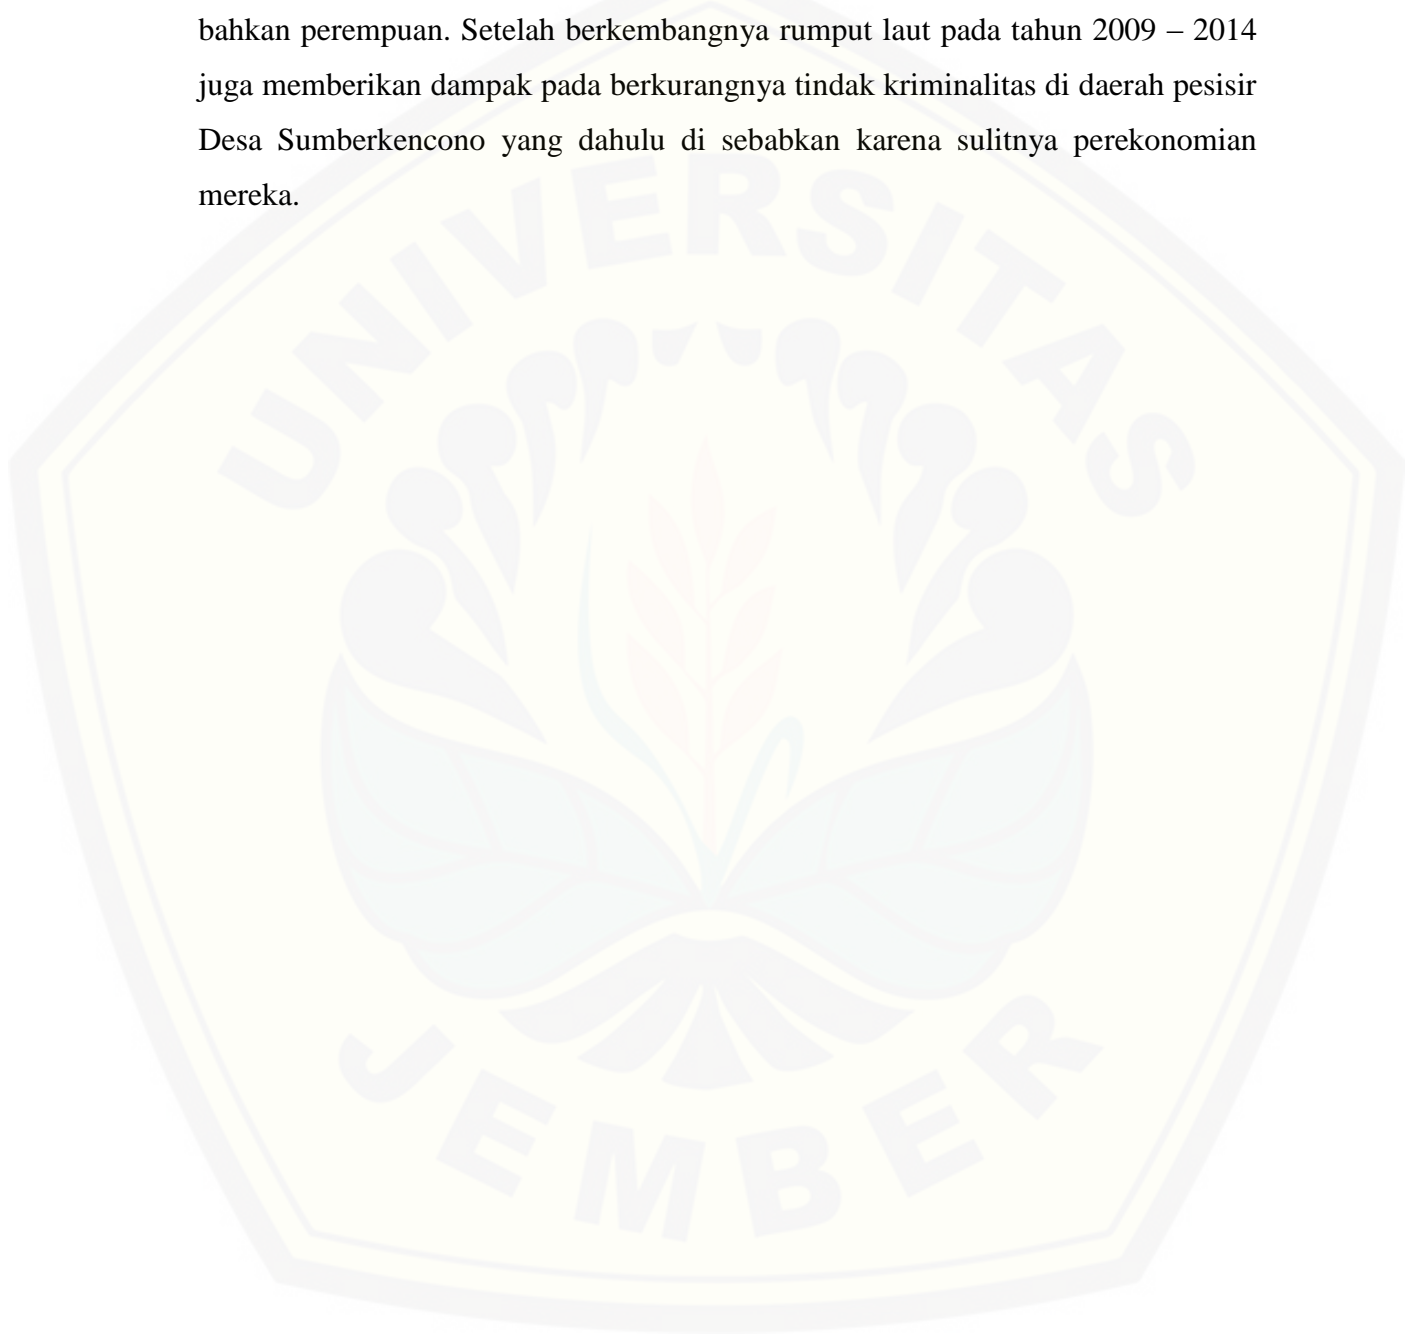 bahkan perempuan. Setelah berkembangnya rumput laut pada tahun 2009 – 2014
juga memberikan dampak pada berkurangnya tindak kriminalitas di daerah pesisir
Desa Sumberkencono yang dahulu di sebabkan karena sulitnya perekonomian
mereka.
UNIVERSITAS
JEMBER